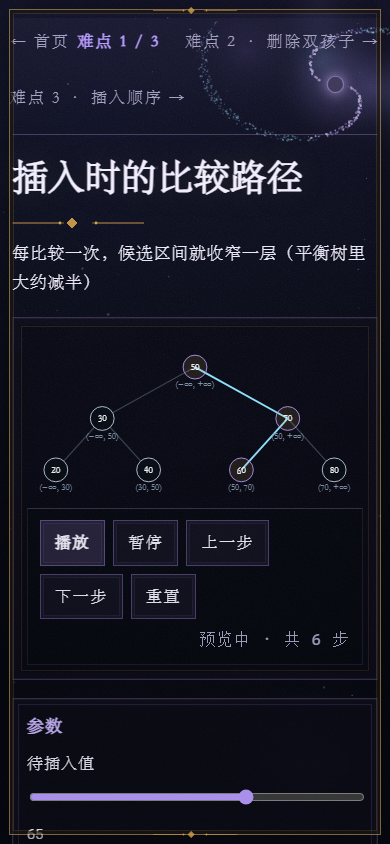 ← 首页 难点 1 / 3 难点 2 · 删除双孩子 →
难点 3 · 插入顺序 →
插入时的比较路径
每比较一次，候选区间就收窄一层（平衡树里
大约减半）
50
(−∞, +∞)
30 70
(−∞, 50) (50, +∞)
20 40 60 80
(−∞, 30) (30, 50) (50, 70) (70, +∞)
播放 暂停 上一步
下一步 重置
预览中 · 共 6 步
参数
待插入值
65